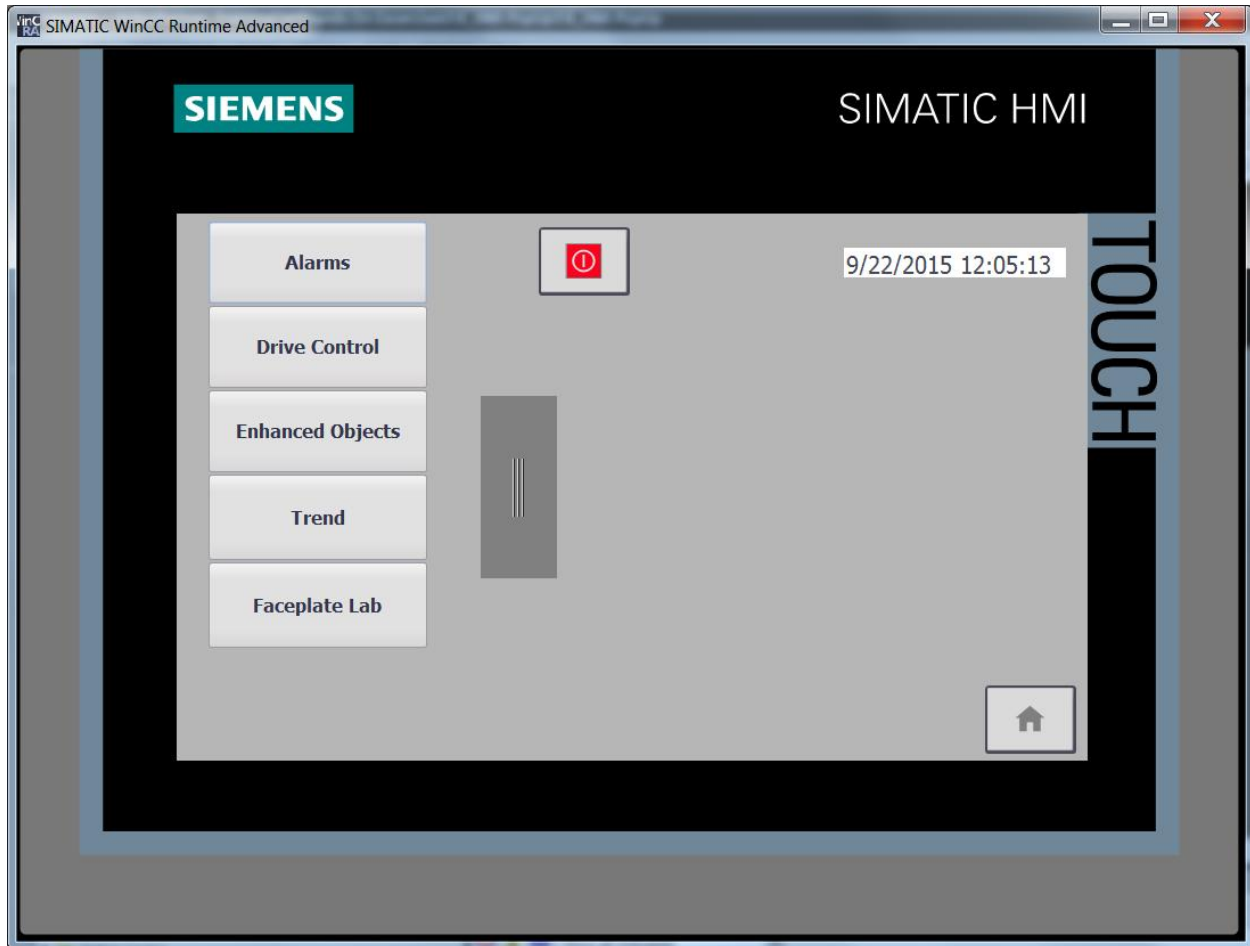 SIMATIC WinCC Runtime Advanced
SIEMENS
SIMATIC HMI
TOUCH
Alarms
9/22/2015 12:05:13
Drive Control
Enhanced Objects
Trend
Faceplate Lab